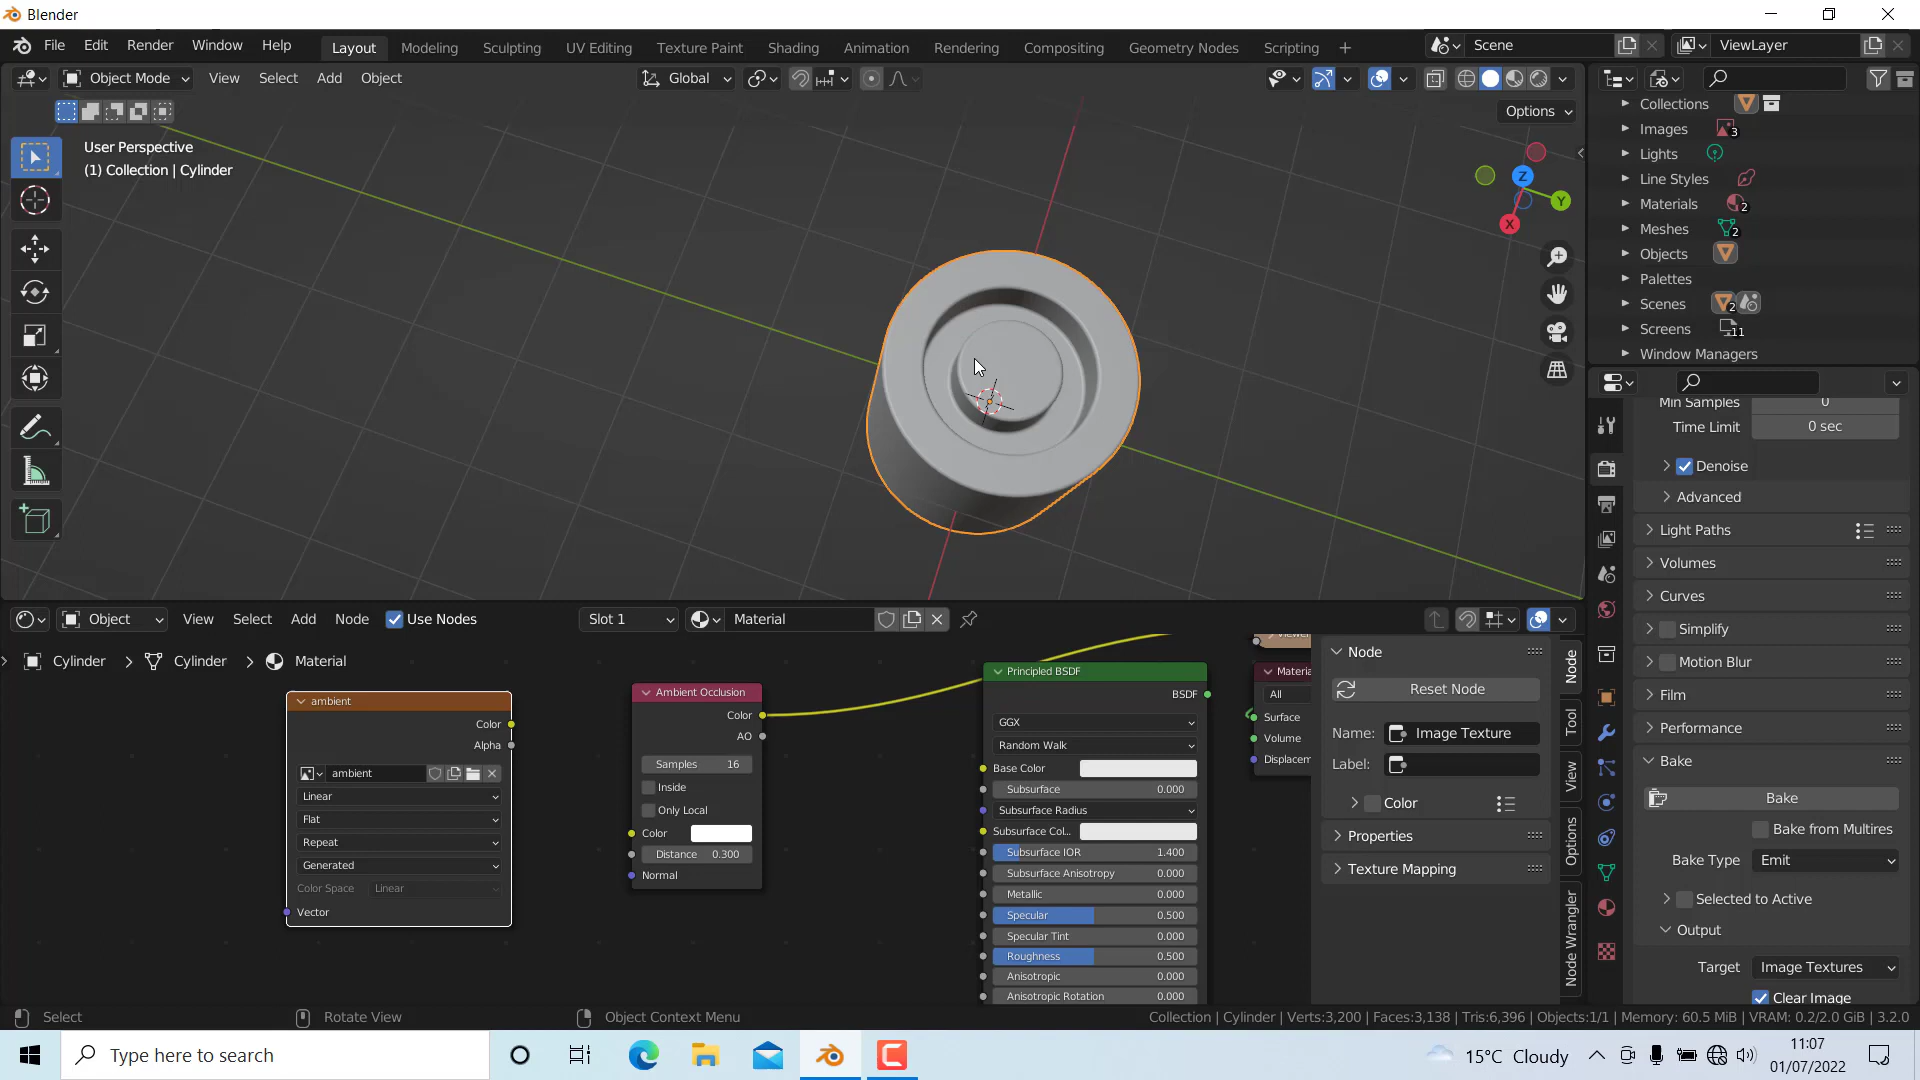 Blender
File Edit Render Window Help Layout Modeling Sculpting UV Editing Texture Paint Shading Animation Rendering Compositing Geometry Nodes Scripting + Scene ViewLayer
Object Mode View Select Add Object Global
Options
User Perspective
(1) Collection | Cylinder
Z
Y
X
Collections
Images 3
Lights
Line Styles
Materials 2
Meshes 2
Objects
Palettes
Scenes 2
Screens 11
Window Managers
Min Samples 0
Time Limit 0 sec
Denoise
Advanced
Light Paths
Volumes
Curves
Simplify
Motion Blur
Film
Performance
Bake
Bake
Bake from Multires
Bake Type Emit
Selected to Active
Output
Target Image Textures
Clear Image
Object View Select Add Node Use Nodes Slot 1 Material
Cylinder > Cylinder > Material
ambient
Color
Alpha
ambient
Linear
Flat
Repeat
Generated
Color Space Linear
Vector
Ambient Occlusion
Color
AO
Samples 16
Inside
Only Local
Color
Distance 0.300
Normal
Principled BSDF
BSDF
GGX
Random Walk
Base Color
Subsurface 0.000
Subsurface Radius
Subsurface Col...
Subsurface IOR 1.400
Subsurface Anisotropy 0.000
Metallic 0.000
Specular 0.500
Specular Tint 0.000
Roughness 0.500
Anisotropic 0.000
Anisotropic Rotation 0.000
Materia
All
Surface
Volume
Displacem
Node
Reset Node
Name: Image Texture
Label:
Color
Properties
Texture Mapping
Node
Tool
View
Options
Node Wrangler
Select Rotate View Object Context Menu Collection | Cylinder | Verts:3,200 | Faces:3,138 | Tris:6,396 | Objects:1/1 | Memory: 60.5 MiB | VRAM: 0.2/2.0 GiB | 3.2.0
Type here to search 15°C Cloudy 11:07
01/07/2022